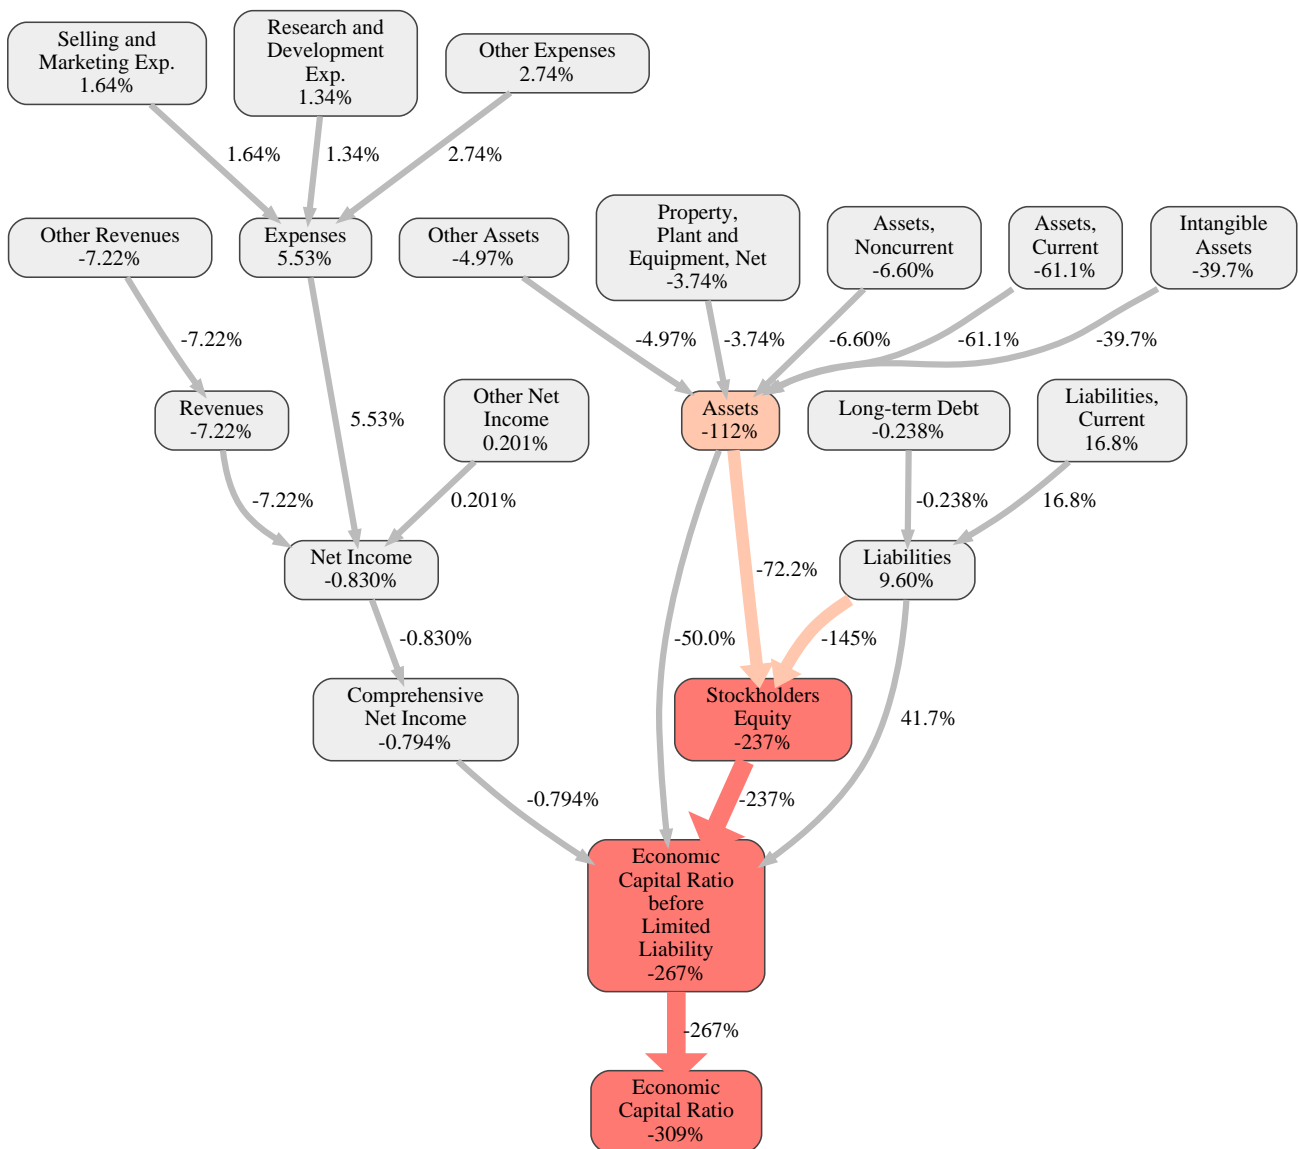 Selling and
Marketing Exp.
1.64%
Research and
Development
Exp.
1.34%
Other Expenses
2.74%
1.64%
1.34%
2.74%
Other Revenues
-7.22%
Expenses
5.53%
Other Assets
-4.97%
Property,
Plant and
Equipment, Net
-3.74%
Assets,
Noncurrent
-6.60%
Assets,
Current
-61.1%
Intangible
Assets
-39.7%
-7.22%
-4.97%
-3.74%
-6.60%
-61.1%
-39.7%
Revenues
-7.22%
5.53%
Other Net
Income
0.201%
Assets
-112%
Long-term Debt
-0.238%
Liabilities,
Current
16.8%
-7.22%
0.201%
-0.238%
16.8%
Net Income
-0.830%
-72.2%
Liabilities
9.60%
-0.830%
-50.0%
-145%
Comprehensive
Net Income
-0.794%
Stockholders
Equity
-237%
41.7%
-0.794%
-237%
Economic
Capital Ratio
before
Limited
Liability
-267%
-267%
Economic
Capital Ratio
-309%